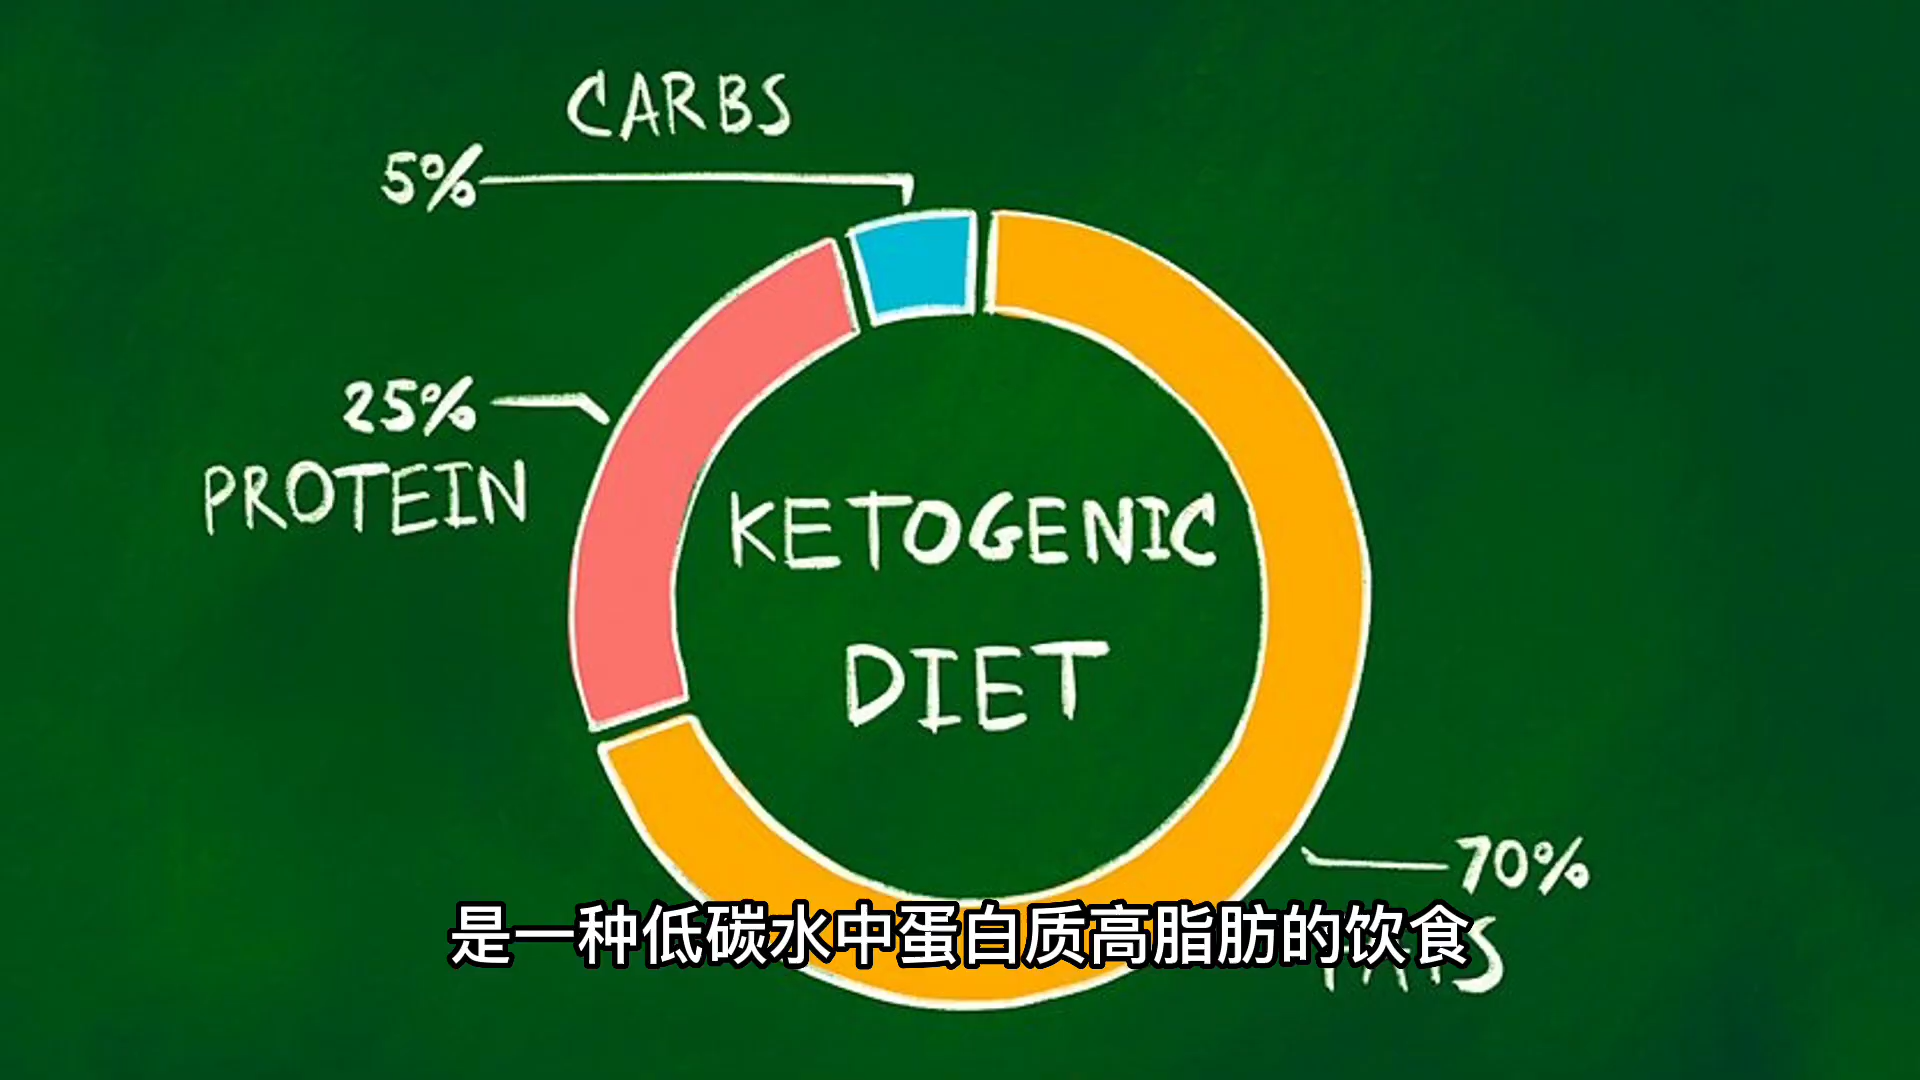 CARBS
5%
25%
PROTEIN
KETOGENIC
DIET
70%
是一种低碳水中蛋白质高脂肪的饮食